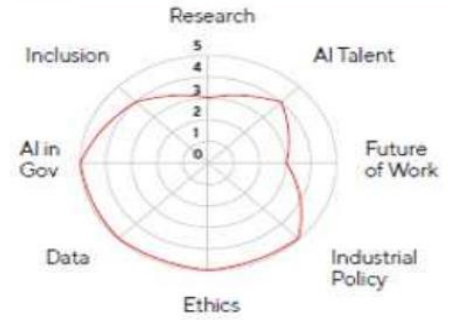 Research
Inclusion
AI Talent
5
4
3
2
1
0
AI in
Gov
Future
of Work
Data
Industrial
Policy
Ethics